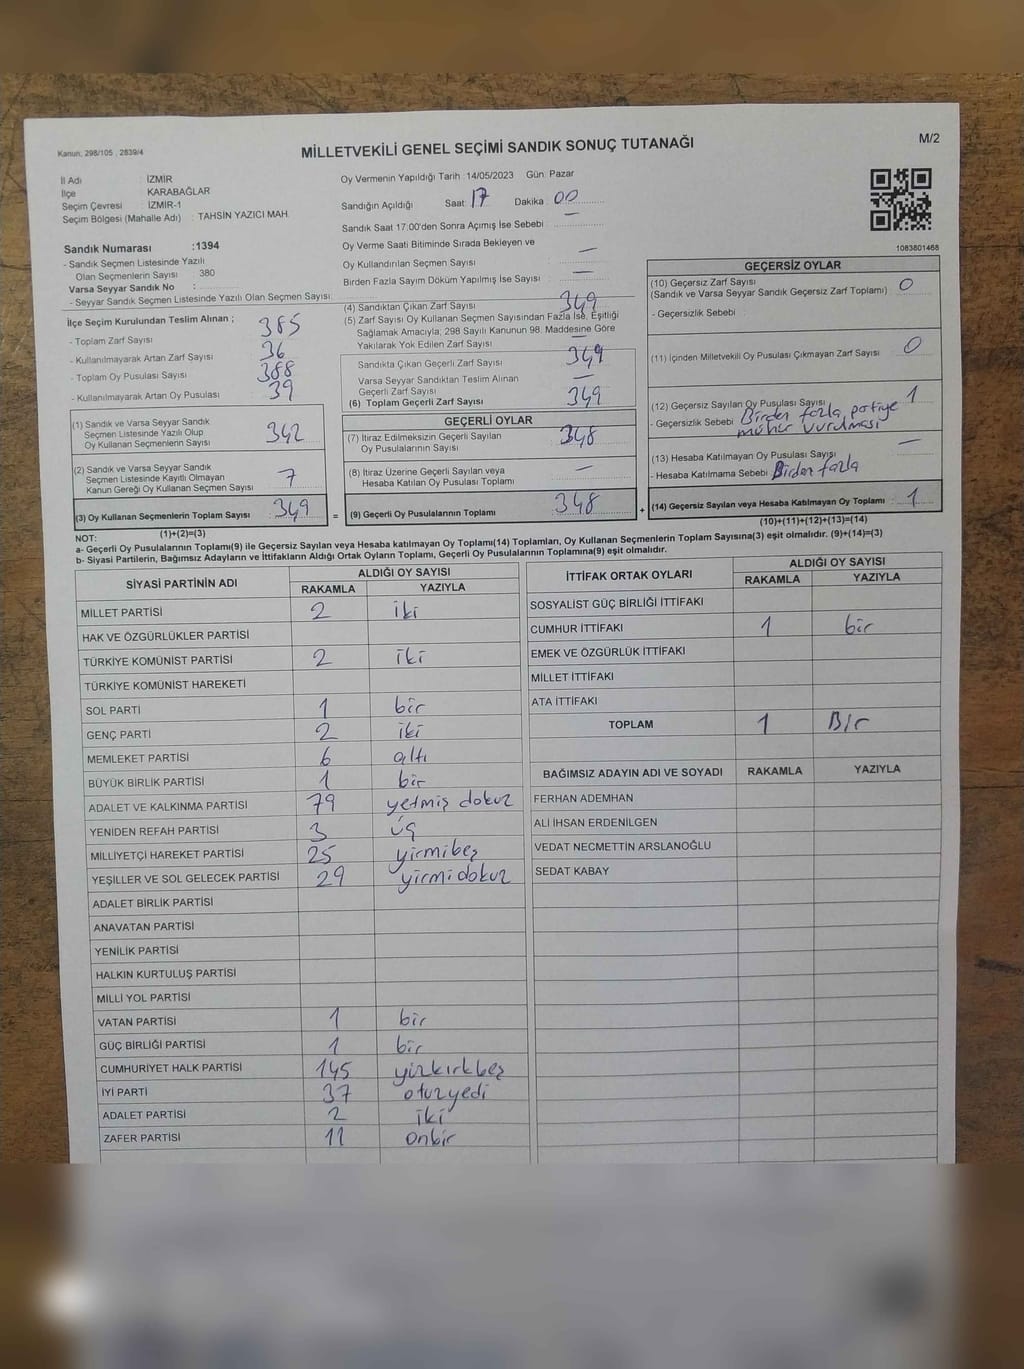 Kanun, 298/105 , 2839/4
MİLLETVEKİLİ GENEL SEÇİMİ SANDIK SONUÇ TUTANAĞI
M/2
İl Adı : İZMİR
İlçe : KARABAĞLAR
Seçim Çevresi : İZMİR-1
Seçim Bölgesi (Mahalle Adı) : TAHSİN YAZICI MAH.
Sandık Numarası :1394
- Sandık Seçmen Listesinde Yazılı
Olan Seçmenlerin Sayısı : 380
Varsa Seyyar Sandık No :
- Seyyar Sandık Seçmen Listesinde Yazılı Olan Seçmen Sayısı:
Oy Vermenin Yapıldığı Tarih :14/05/2023 Gün: Pazar
Sandığın Açıldığı Saat 17 Dakika : 00
Sandık Saat 17:00'den Sonra Açımış İse Sebebi : —
Oy Verme Saati Bitiminde Sırada Bekleyen ve
Oy Kullandırılan Seçmen Sayısı : —
Birden Fazla Sayım Döküm Yapılmış İse Sayısı : —
1083801468
İlçe Seçim Kurulundan Teslim Alınan ;
- Toplam Zarf Sayısı : 385
- Kullanılmayarak Artan Zarf Sayısı : 36
- Toplam Oy Pusulası Sayısı : 388
- Kullanılmayarak Artan Oy Pusulası : 39
(1) Sandık ve Varsa Seyyar Sandık
Seçmen Listesinde Yazılı Olup
Oy Kullanan Seçmenlerin Sayısı : 342
(2) Sandık ve Varsa Seyyar Sandık
Seçmen Listesinde Kayıtlı Olmayan
Kanun Gereği Oy Kullanan Seçmen Sayısı : 7
(3) Oy Kullanan Seçmenlerin Toplam Sayısı : 349
(1)+(2)=(3)
(4) Sandıktan Çıkan Zarf Sayısı : 349
(5) Zarf Sayısı Oy Kullanan Seçmen Sayısından Fazla İse, Eşitliği
Sağlamak Amacıyla; 298 Sayılı Kanunun 98. Maddesine Göre
Yakılarak Yok Edilen Zarf Sayısı : —
Sandıkta Çıkan Geçerli Zarf Sayısı : 349
Varsa Seyyar Sandıktan Teslim Alınan
Geçerli Zarf Sayısı : —
(6) Toplam Geçerli Zarf Sayısı : 349
GEÇERLİ OYLAR
(7) İtiraz Edilmeksizin Geçerli Sayılan
Oy Pusulalarının Sayısı : 348
(8) İtiraz Üzerine Geçerli Sayılan veya
Hesaba Katılan Oy Pusulası Toplamı : —
= (9) Geçerli Oy Pusulalarının Toplamı : 348
GEÇERSİZ OYLAR
(10) Geçersiz Zarf Sayısı
(Sandık ve Varsa Seyyar Sandık Geçersiz Zarf Toplamı) : 0
- Geçersizlik Sebebi :
(11) İçinden Milletvekili Oy Pusulası Çıkmayan Zarf Sayısı : 0
(12) Geçersiz Sayılan Oy Pusulası Sayısı : 1
- Geçersizlik Sebebi : Birden fazla partiye
mühür vurulması
(13) Hesaba Katılmayan Oy Pusulası Sayısı : —
- Hesaba Katılmama Sebebi : Birden fazla
+ (14) Geçersiz Sayılan veya Hesaba Katılmayan Oy Toplamı : 1
(10)+(11)+(12)+(13)=(14)
NOT:
a- Geçerli Oy Pusulalarının Toplamı(9) ile Geçersiz Sayılan veya Hesaba katılmayan Oy Toplamı(14) Toplamları, Oy Kullanan Seçmenlerin Toplam Sayısına(3) eşit olmalıdır. (9)+(14)=(3)
b- Siyasi Partilerin, Bağımsız Adayların ve İttifakların Aldığı Ortak Oyların Toplamı, Geçerli Oy Pusulalarının Toplamına(9) eşit olmalıdır.
SİYASİ PARTİNİN ADI ALDIĞI OY SAYISI
RAKAMLA YAZIYLA
MİLLET PARTİSİ 2 iki
HAK VE ÖZGÜRLÜKLER PARTİSİ
TÜRKİYE KOMÜNİST PARTİSİ 2 iki
TÜRKİYE KOMÜNİST HAREKETİ
SOL PARTİ 1 bir
GENÇ PARTİ 2 iki
MEMLEKET PARTİSİ 6 altı
BÜYÜK BİRLİK PARTİSİ 1 bir
ADALET VE KALKINMA PARTİSİ 79 yetmiş dokuz
YENİDEN REFAH PARTİSİ 3 üç
MİLLİYETÇİ HAREKET PARTİSİ 25 yirmibeş
YEŞİLLER VE SOL GELECEK PARTİSİ 29 yirmidokuz
ADALET BİRLİK PARTİSİ
ANAVATAN PARTİSİ
YENİLİK PARTİSİ
HALKIN KURTULUŞ PARTİSİ
MİLLİ YOL PARTİSİ
VATAN PARTİSİ 1 bir
GÜÇ BİRLİĞİ PARTİSİ 1 bir
CUMHURİYET HALK PARTİSİ 145 yüzkırkbeş
İYİ PARTİ 37 otuzyedi
ADALET PARTİSİ 2 iki
ZAFER PARTİSİ 11 onbir
İTTİFAK ORTAK OYLARI ALDIĞI OY SAYISI
RAKAMLA YAZIYLA
SOSYALİST GÜÇ BİRLİĞİ İTTİFAKI
CUMHUR İTTİFAKI 1 bir
EMEK VE ÖZGÜRLÜK İTTİFAKI
MİLLET İTTİFAKI
ATA İTTİFAKI
TOPLAM 1 Bir
BAĞIMSIZ ADAYIN ADI VE SOYADI RAKAMLA YAZIYLA
FERHAN ADEMHAN
ALİ İHSAN ERDENİLGEN
VEDAT NECMETTİN ARSLANOĞLU
SEDAT KABAY